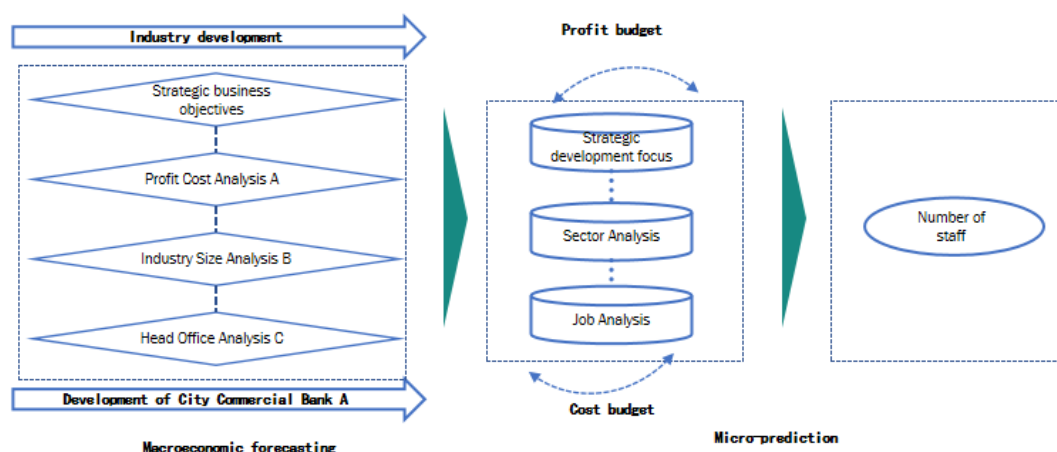 Industry development
Profit budget
Strategic business
objectives
Profit Cost Analysis A
Industry Size Analysis B
Head Office Analysis C
Strategic
development focus
Sector Analysis
Job Analysis
Number of
staff
Development of City Commercial Bank A
Cost budget
Macroeconomic forecasting
Micro-prediction